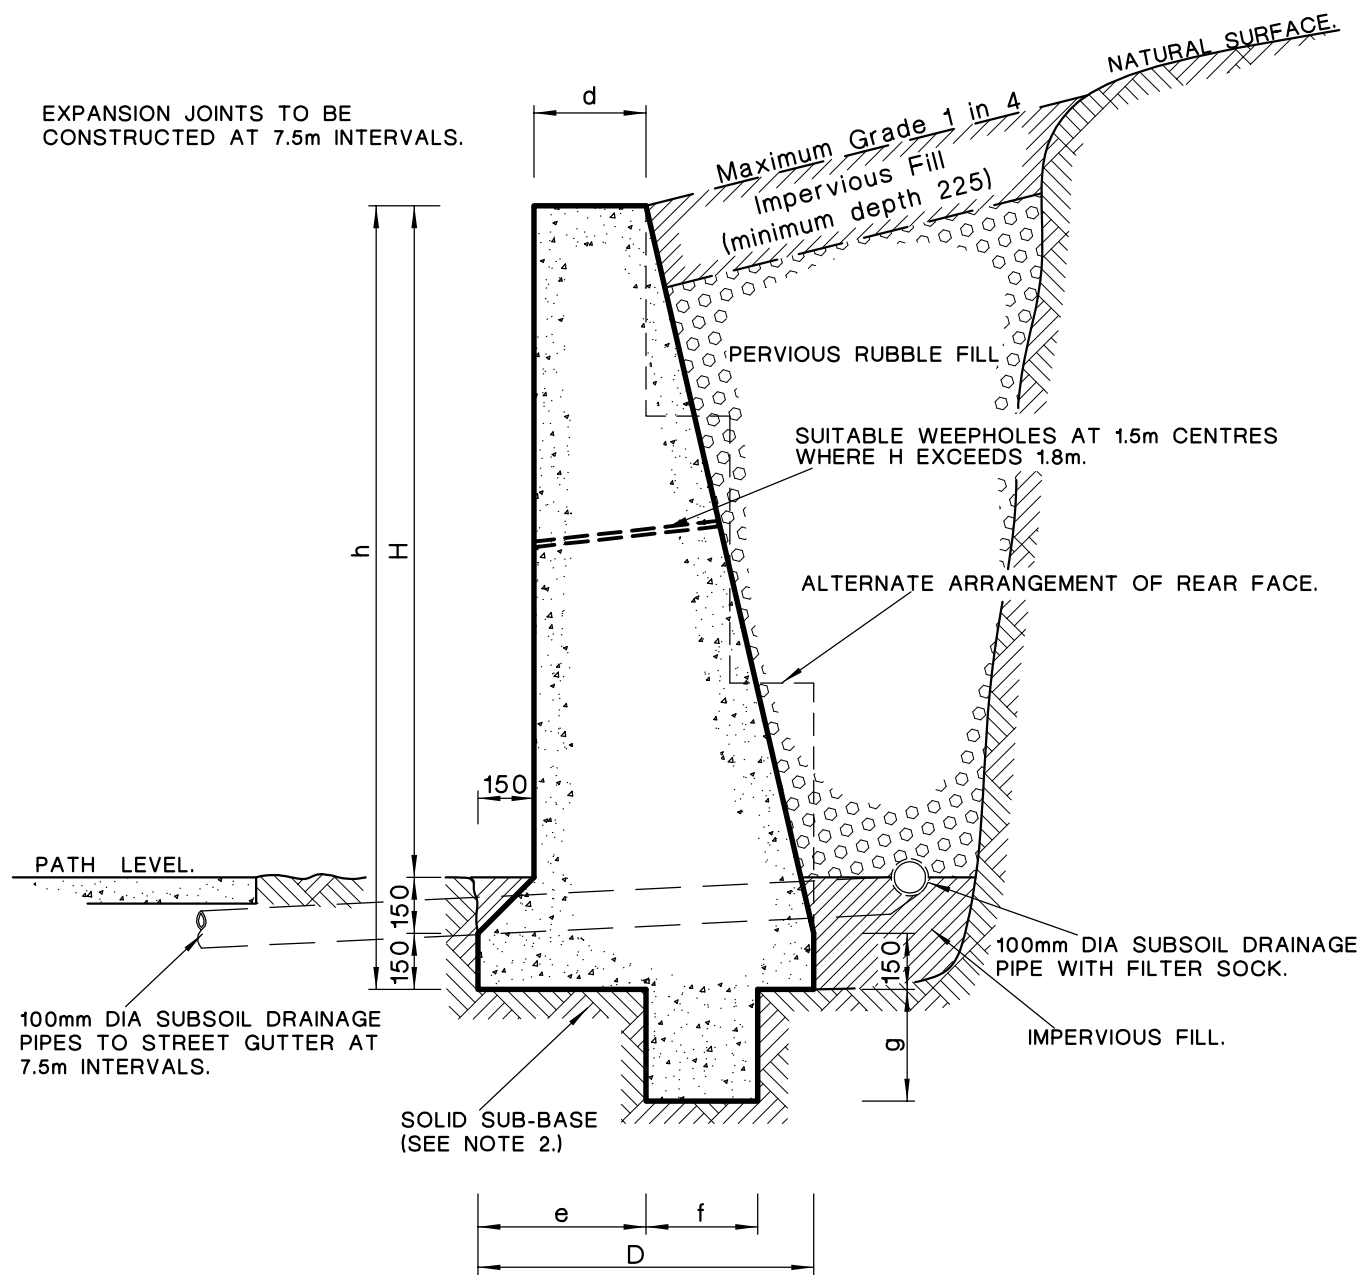 NATURAL SURFACE.
EXPANSION JOINTS TO BE
CONSTRUCTED AT 7.5m INTERVALS.
d
Maximum Grade 1 in 4
Impervious Fill
(minimum depth 225)
PERVIOUS RUBBLE FILL
SUITABLE WEEPHOLES AT 1.5m CENTRES
WHERE H EXCEEDS 1.8m.
h
H
ALTERNATE ARRANGEMENT OF REAR FACE.
150
PATH LEVEL.
150
150
150
100mm DIA SUBSOIL DRAINAGE
PIPE WITH FILTER SOCK.
100mm DIA SUBSOIL DRAINAGE
PIPES TO STREET GUTTER AT
7.5m INTERVALS.
g
IMPERVIOUS FILL.
SOLID SUB-BASE
(SEE NOTE 2.)
e
f
D